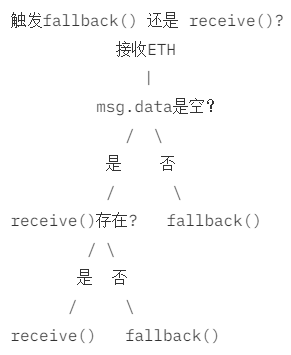 触发fallback() 还是 receive()?
接收ETH
|
msg.data是空?
/ \
是 否
/ \
receive()存在? fallback()
/ \
是 否
/ \
receive() fallback()